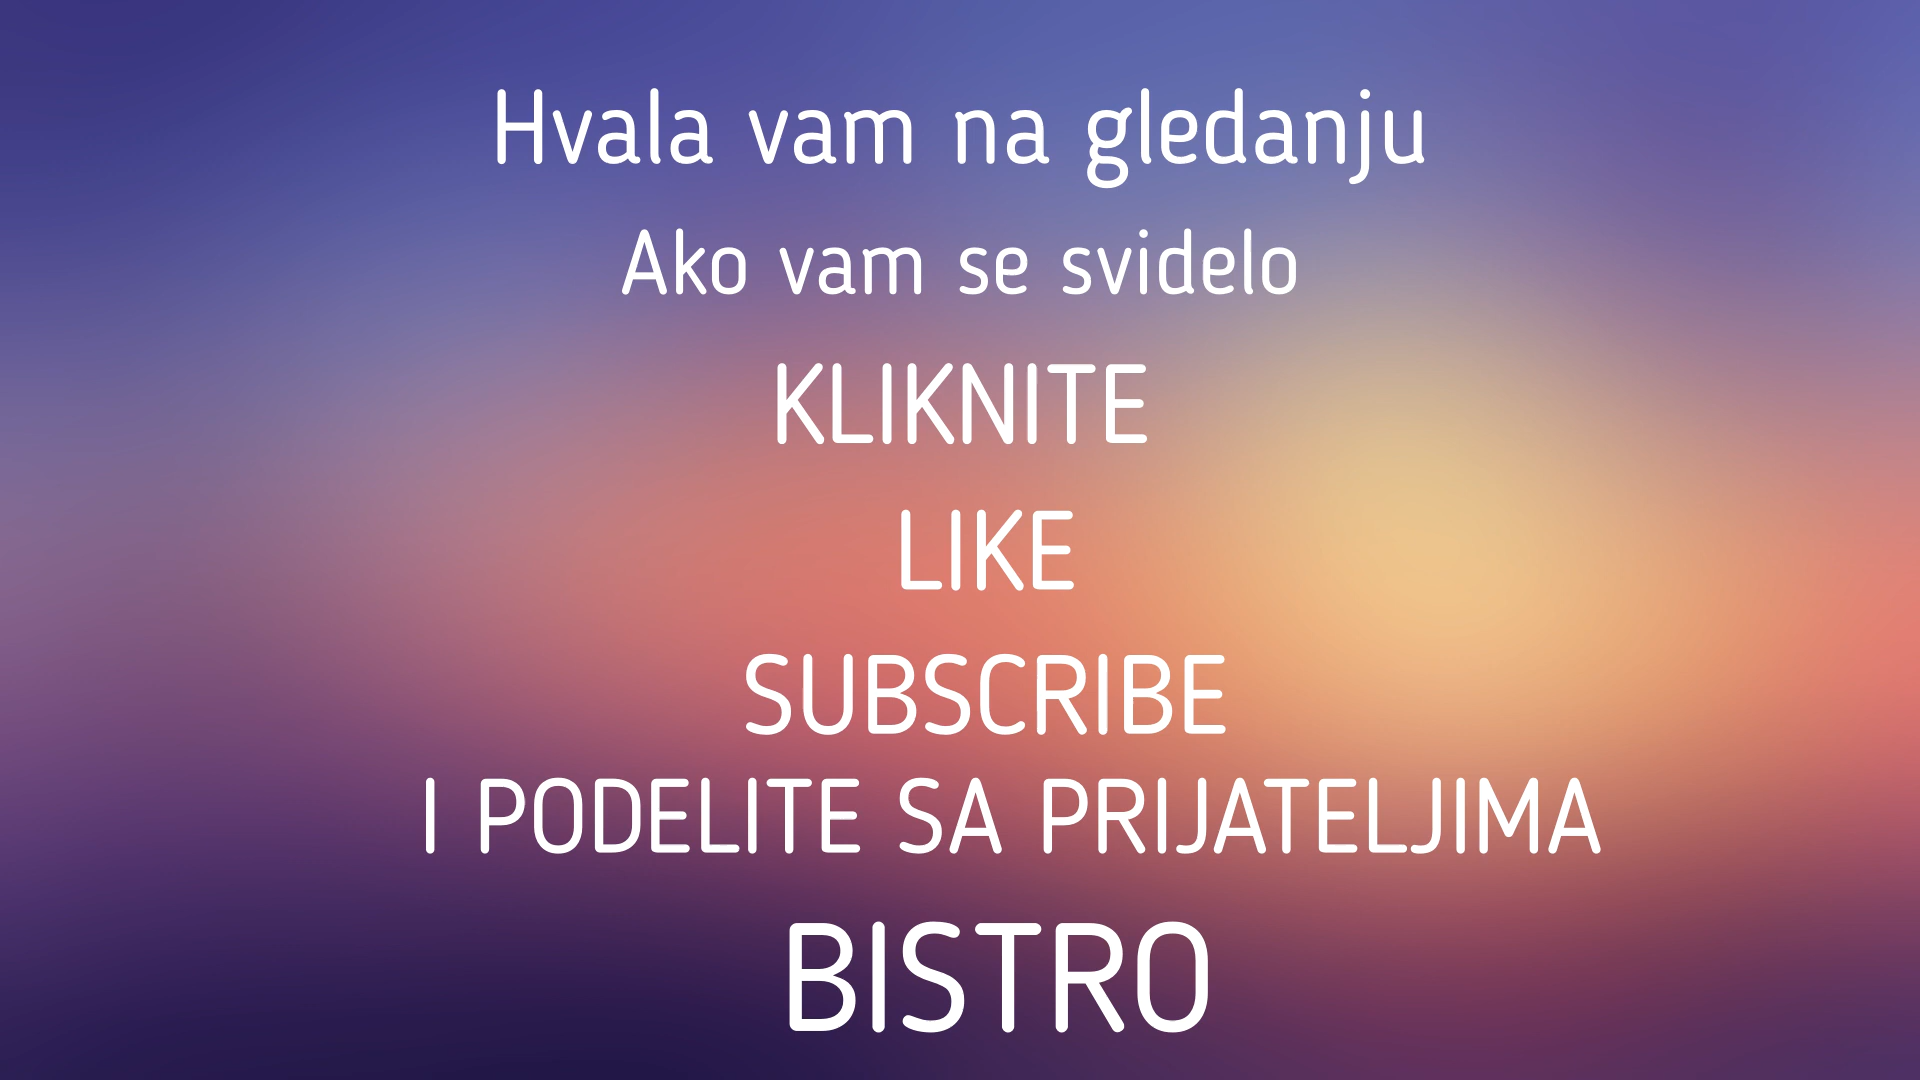 Hvala vam na gledanju
Ako vam se svidelo
KLIKNITE
LIKE
SUBSCRIBE
I PODELITE SA PRIJATELJIMA
BISTRO